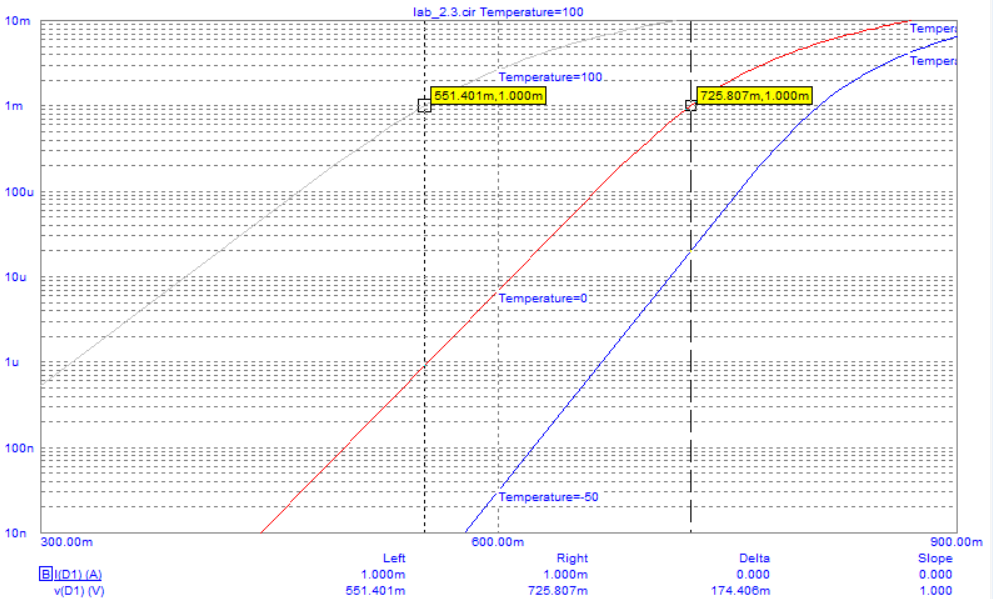 lab_2.3.cir Temperature=100
10m
Temper
Temper
Temperature=100
551.401m,1.000m
725.807m,1.000m
1m
100u
10u
Temperature=0
1u
100n
Temperature=-50
10n
300.00m 600.00m 900.00m
Left Right Delta Slope
B I(D1) (A) 1.000m 1.000m 0.000 0.000
v(D1) (V) 551.401m 725.807m 174.406m 1.000